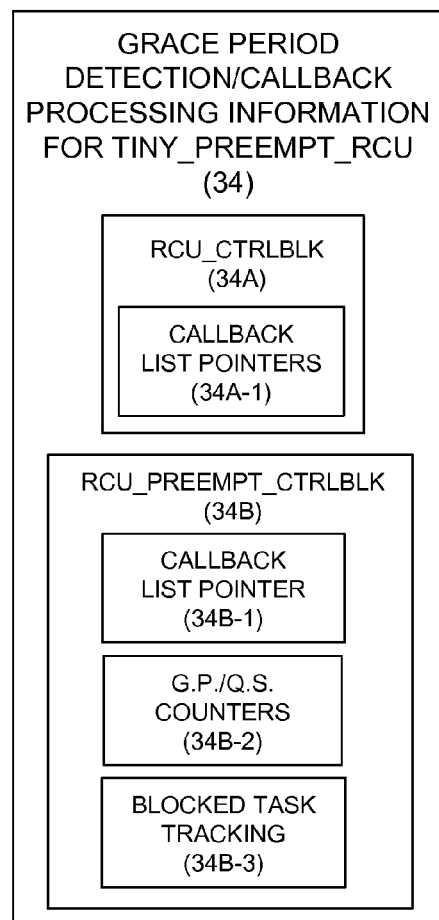 GRACE PERIOD
DETECTION/CALLBACK
PROCESSING INFORMATION
FOR TINY_PREEMPT_RCU
(34)
RCU_CTRLBLK
(34A)
CALLBACK
LIST POINTERS
(34A-1)
RCU_PREEMPT_CTRLBLK
(34B)
CALLBACK
LIST POINTER
(34B-1)
G.P./Q.S.
COUNTERS
(34B-2)
BLOCKED TASK
TRACKING
(34B-3)